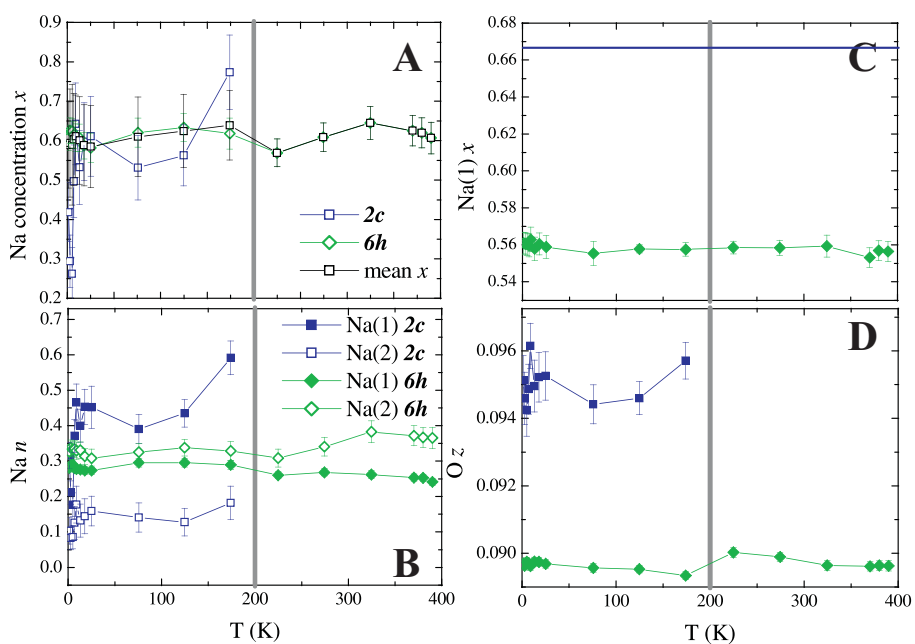 A
Na concentration x
0.9
0.8
0.7
0.6
0.5
0.4
0.3
0.2
2c
6h
mean x
C
Na(1) x
0.68
0.66
0.64
0.62
0.60
0.58
0.56
0.54
B
Na n
0.7
0.6
0.5
0.4
0.3
0.2
0.1
0.0
Na(1) 2c
Na(2) 2c
Na(1) 6h
Na(2) 6h
0 100 200 300 400
T (K)
D
O z
0.096
0.094
0.092
0.090
0 100 200 300 400
T (K)